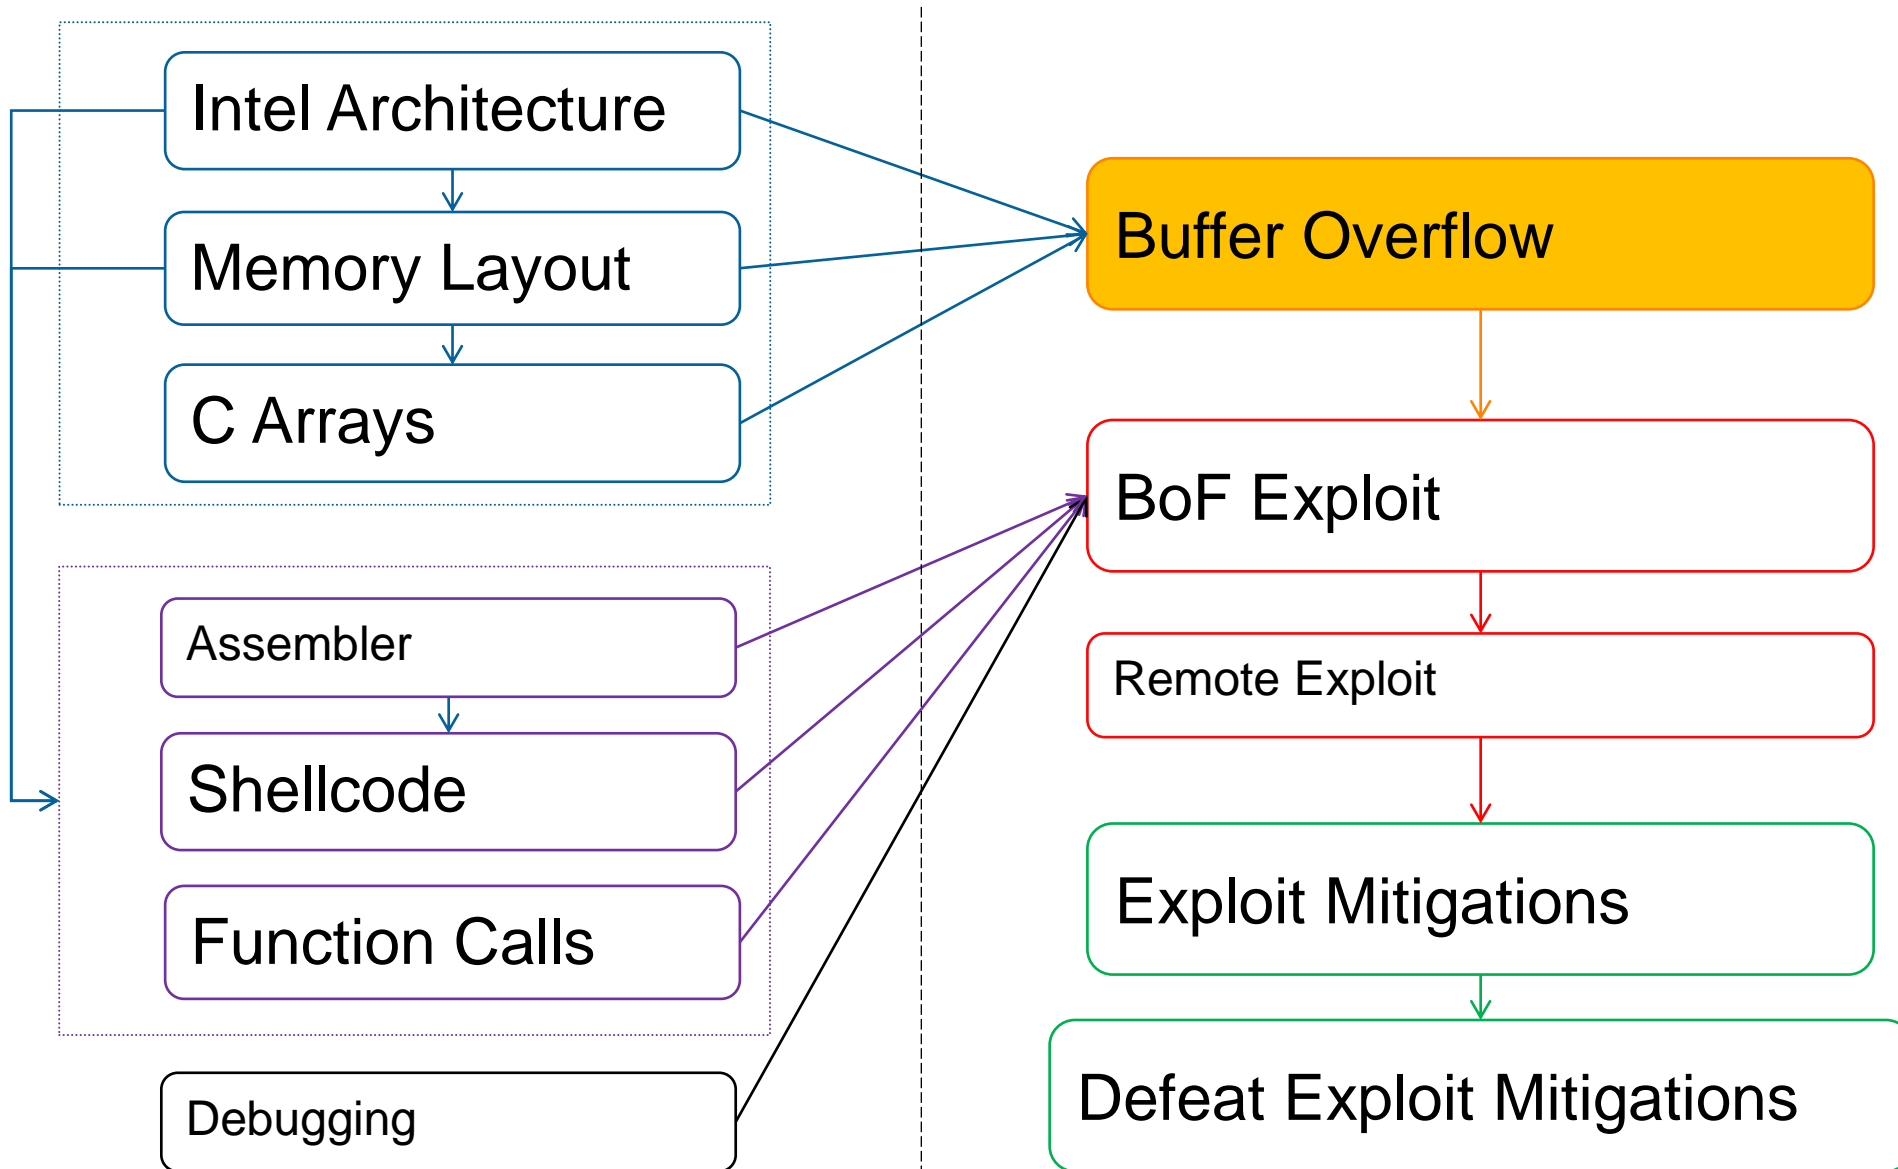 Intel Architecture
Memory Layout
C Arrays
Assembler
Shellcode
Function Calls
Debugging
Buffer Overflow
BoF Exploit
Remote Exploit
Exploit Mitigations
Defeat Exploit Mitigations